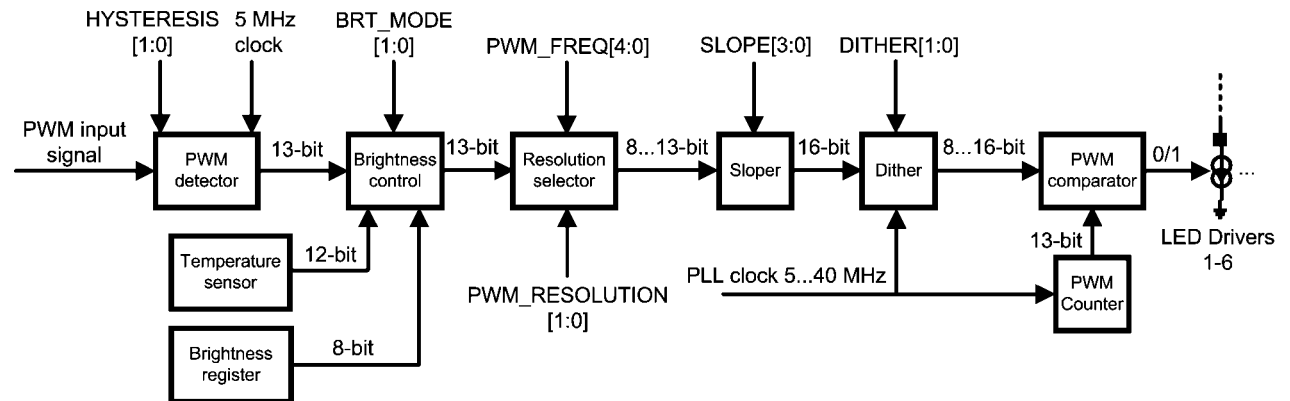 HYSTERESIS
[1:0]
5 MHz
clock
BRT_MODE
[1:0]
PWM_FREQ[4:0]
SLOPE[3:0]
DITHER[1:0]
PWM input
signal
PWM
detector
13-bit
Brightness
control
13-bit
Resolution
selector
8...13-bit
Sloper
16-bit
Dither
8...16-bit
PWM
comparator
0/1
...
LED Drivers
1-6
Temperature
sensor
12-bit
Brightness
register
8-bit
PWM_RESOLUTION
[1:0]
PLL clock 5...40 MHz
13-bit
PWM
Counter